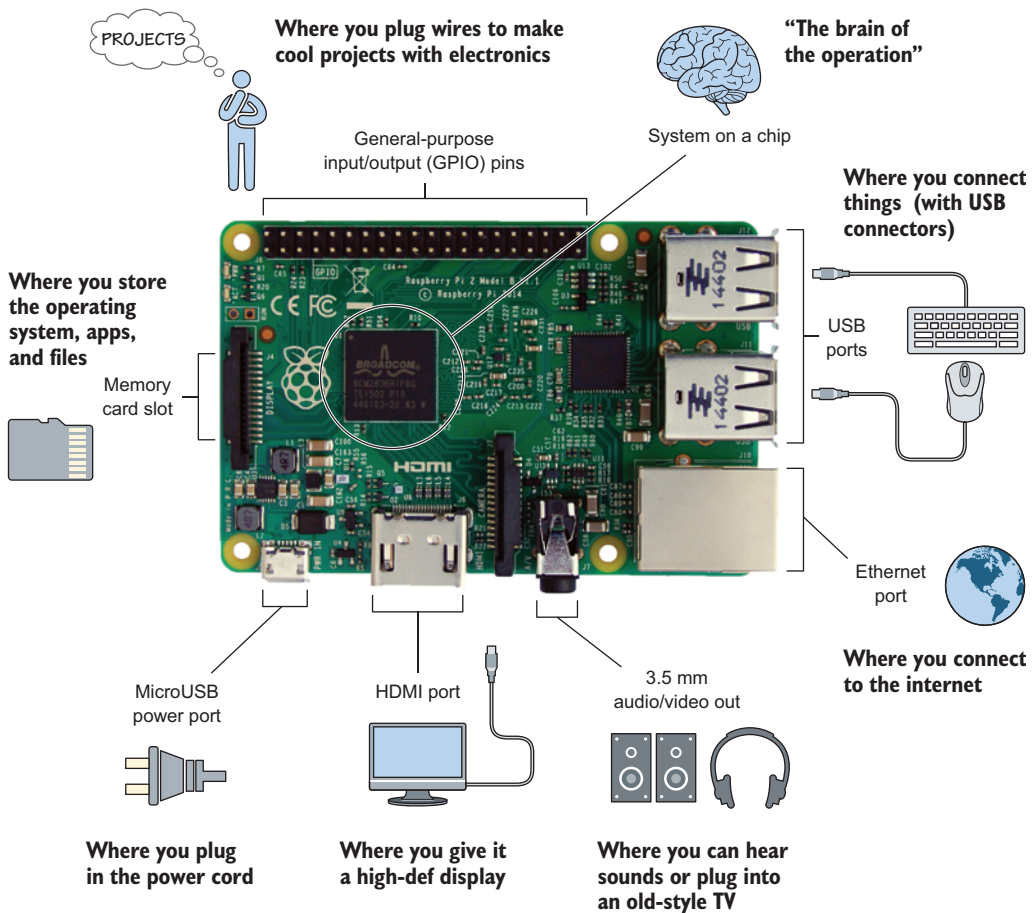 PROJECTS
Where you plug wires to make
cool projects with electronics
“The brain of
the operation”
General-purpose
input/output (GPIO) pins
System on a chip
Where you connect
things (with USB
connectors)
Where you store
the operating
system, apps,
and files
Memory
card slot
USB
ports
GPIO
Raspberry Pi 2 Model B V1.1
© Raspberry Pi 2014
CE FC
BROADCOM
DISPLAY
HDMI
CAMERA
PWR IN
A/V
14402
14402
Ethernet
port
Where you connect
to the internet
MicroUSB
power port
HDMI port
3.5 mm
audio/video out
Where you plug
in the power cord
Where you give it
a high-def display
Where you can hear
sounds or plug into
an old-style TV